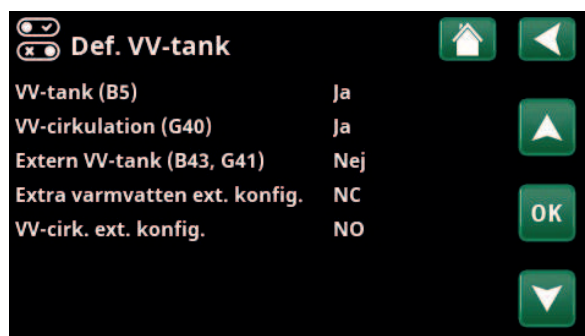 Def. VV-tank
VV-tank (B5) Ja
VV-cirkulation (G40) Ja
Extern VV-tank (B43, G41) Nej
Extra varmvatten ext. konfig. NC
VV-cirk. ext. konfig. NO
OK